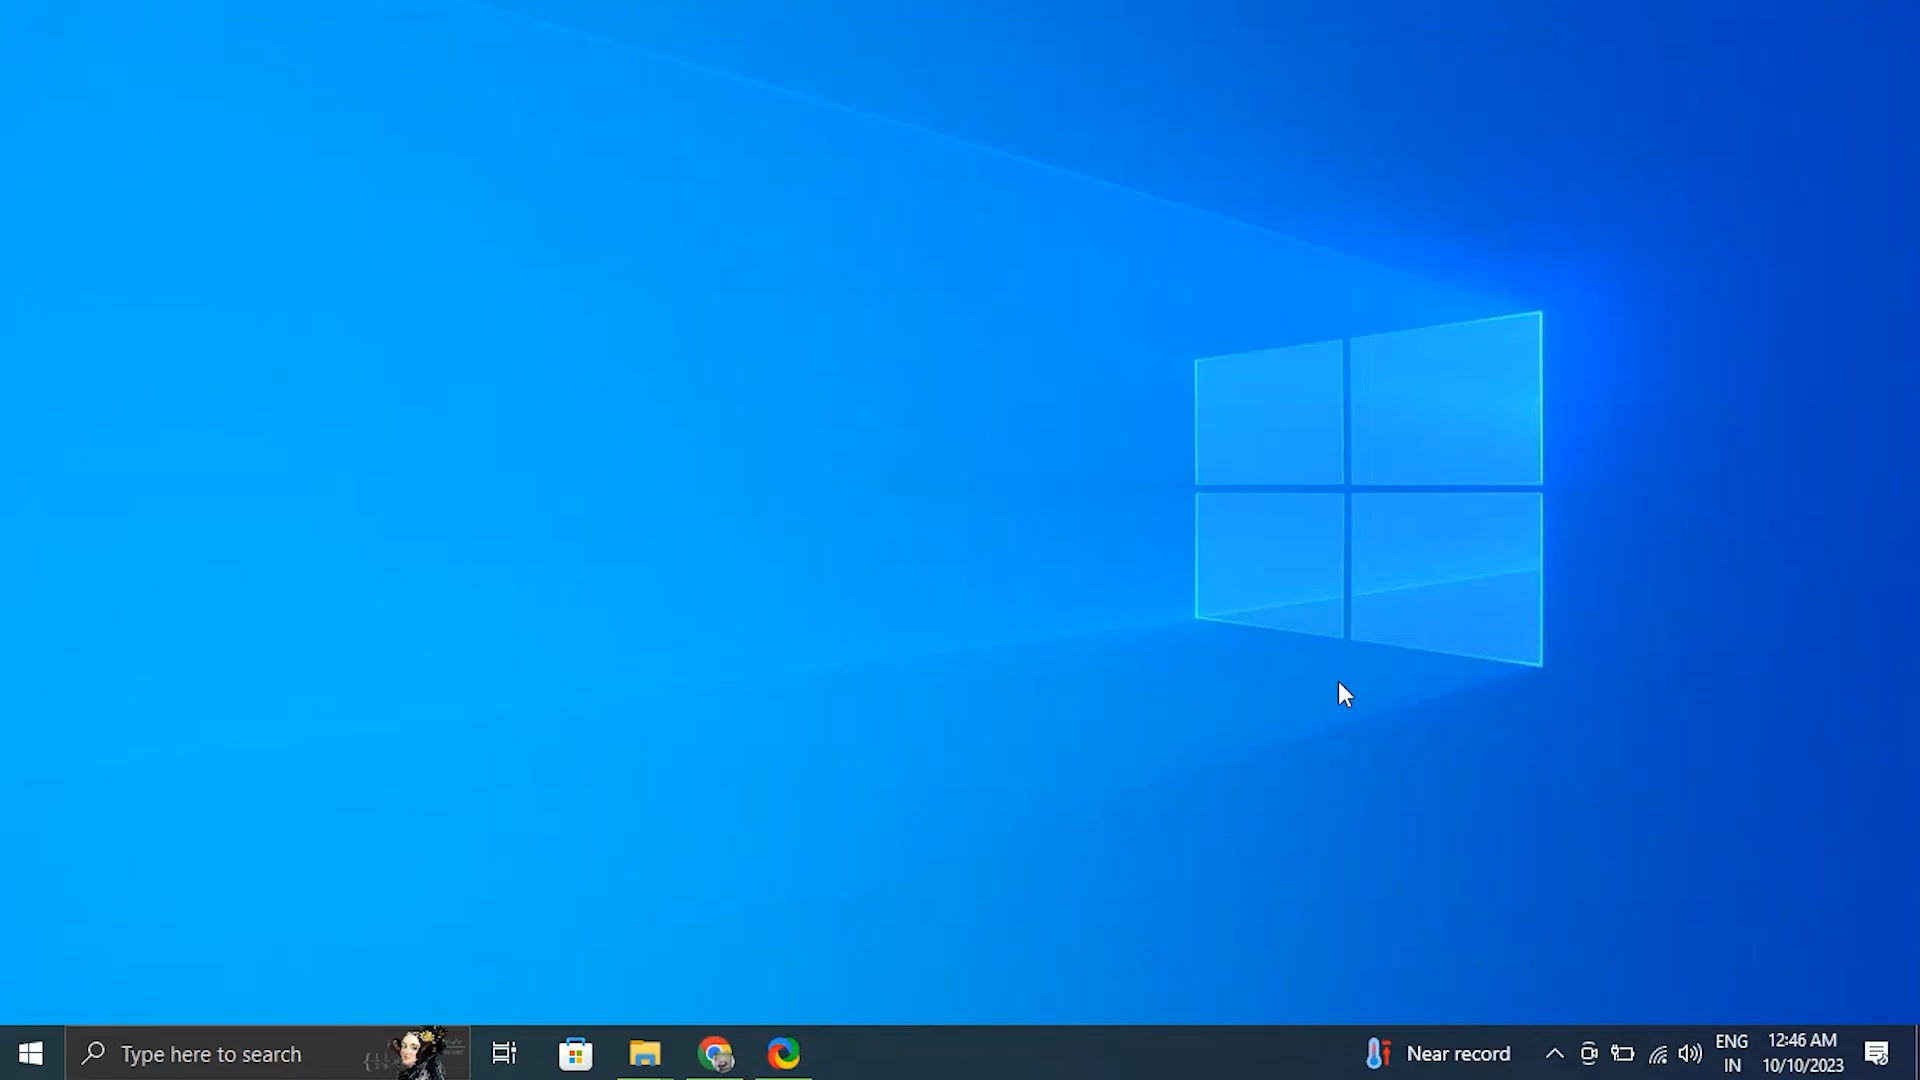 Type here to search
Near record
ENG
IN
12:46 AM
10/10/2023